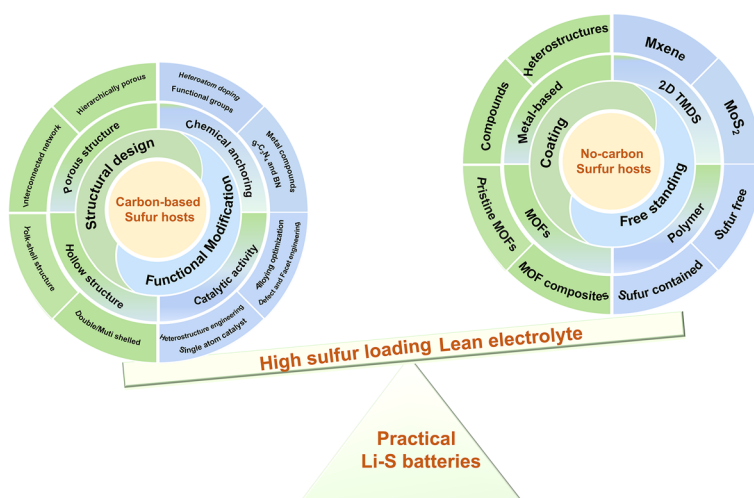 Hierarchically porous
Heteroatom doping
Functional groups
Interconnected network
Porous structure
Structural design
Chemical anchoring
Metal compounds
g-C₃N₄ and BN
Carbon-based
Sufur hosts
Functional Modification
Yolk-shell structure
Hollow structure
Double/Muti shelled
Catalytic activity
Alloying optimization
Defect and Facet engineering
Heterostructure engineering
Single atom catalyst
Heterostructures
Mxene
Compounds
Metal-based
Coating
2D TMDS
MoS₂
No-carbon
Surfur hosts
Free standing
Pristine MOFs
MOFs
MOF composites
Polymer
Sufur free
Sufur contained
High sulfur loading Lean electrolyte
Practical
Li-S batteries